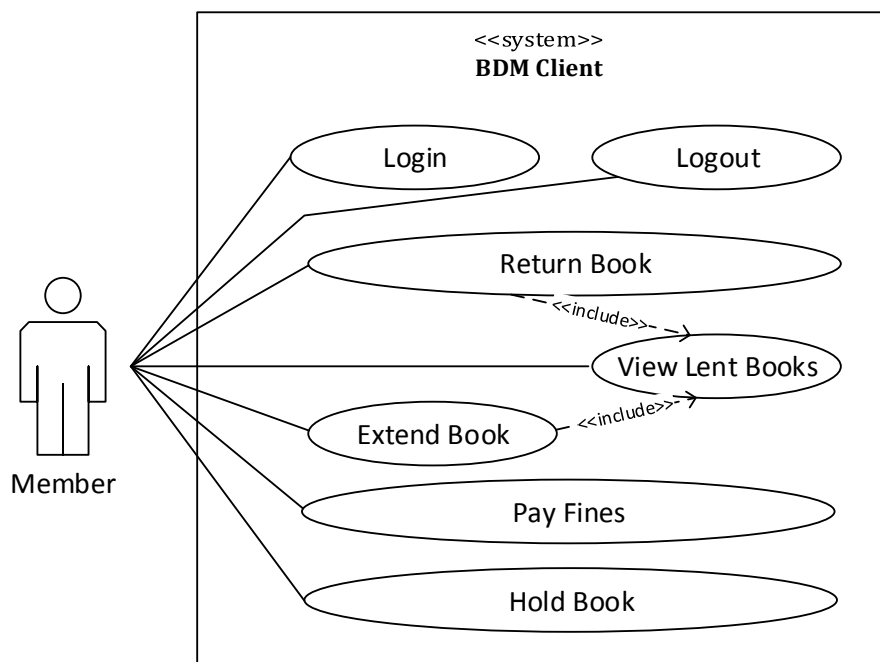 <<system>>
BDM Client
Login
Logout
Return Book
<<include>>
View Lent Books
<<include>>
Extend Book
Member
Pay Fines
Hold Book